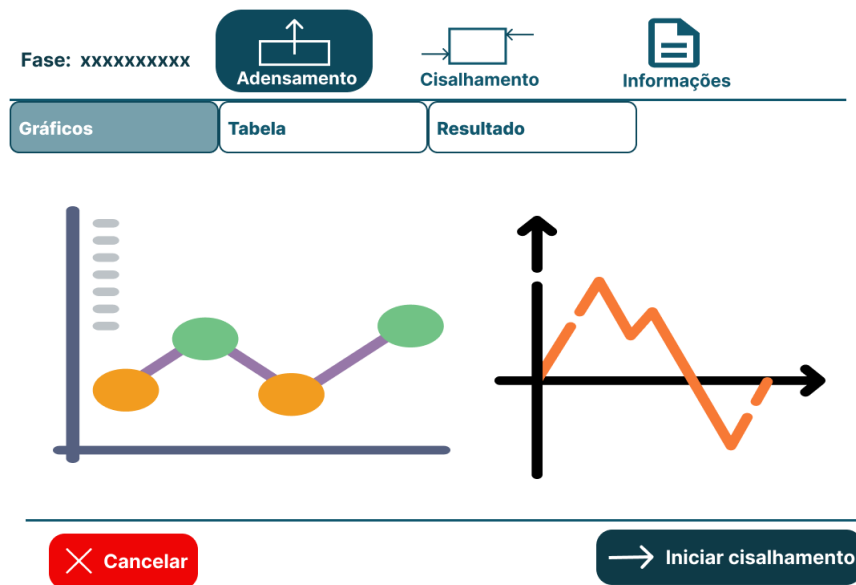 Fase: xxxxxxxxxx
Adensamento
Cisalhamento
Informações
Gráficos
Tabela
Resultado
Cancelar
Iniciar cisalhamento